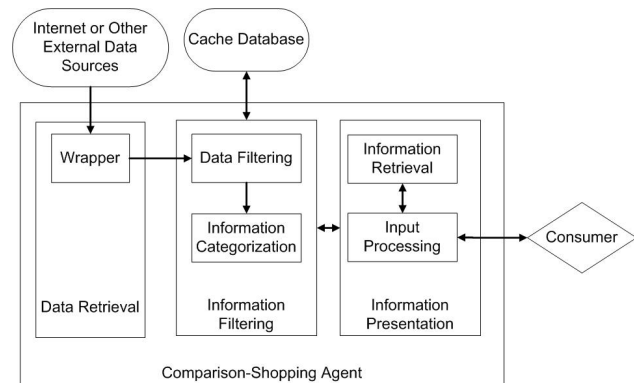 Internet or Other
External Data
Sources
Cache Database
Wrapper
Data Filtering
Information
Retrieval
Information
Categorization
Input
Processing
Consumer
Data Retrieval
Information
Filtering
Information
Presentation
Comparison-Shopping Agent